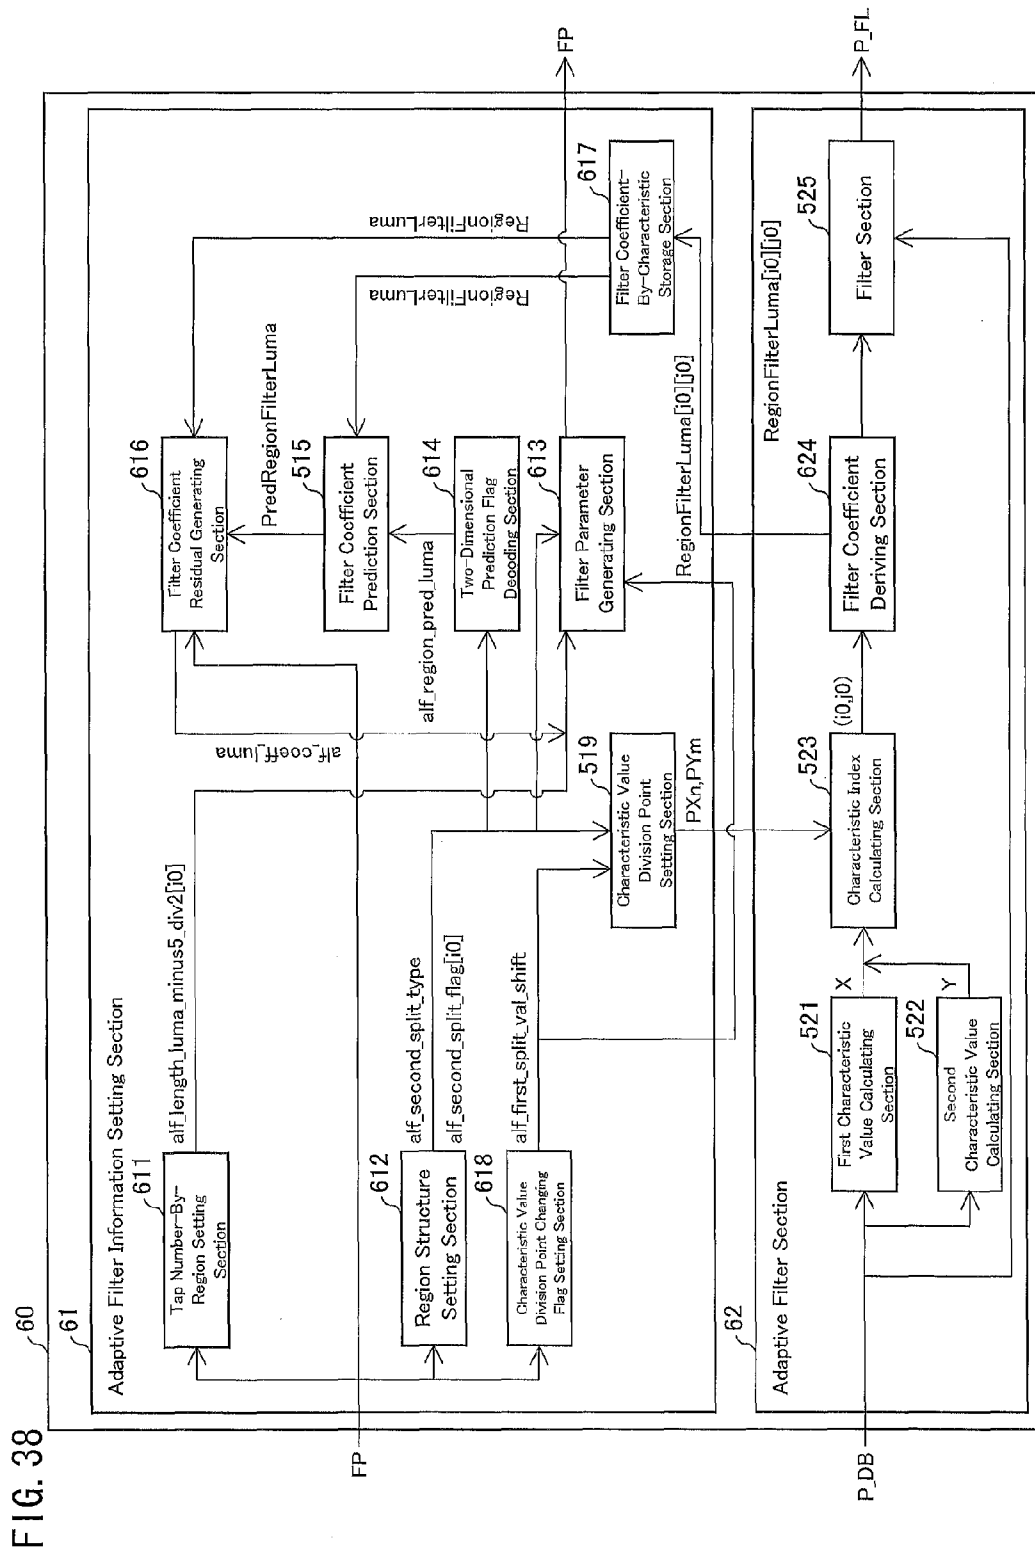 FIG. 38
60
61
Adaptive Filter Information Setting Section
FP
611
Tap Number-By-
Region Setting
Section
alf_length_luma_minus5_div2[i0]
612
Region Structure
Setting Section
alf_second_split_type
alf_second_split_flag[i0]
618
Characteristic Value
Division Point Changing
Flag Setting Section
alf_first_split_val_shift
519
Characteristic Value
Division Point
Setting Section
PXn,PYm
alf_coeff_luma
616
Filter Coefficient
Residual Generating
Section
PredRegionFilterLuma
515
Filter Coefficient
Prediction Section
alf_region_pred_luma
614
Two-Dimensional
Prediction Flag
Decoding Section
613
Filter Parameter
Generating Section
RegionFilterLuma
RegionFilterLuma
617
Filter Coefficient-
By-Characteristic
Storage Section
RegionFilterLuma[i0][j0]
FP
62
Adaptive Filter Section
P_DB
521
First Characteristic
Value Calculating
Section
X
522
Second
Characteristic Value
Calculating Section
Y
523
Characteristic Index
Calculating Section
(i0,j0)
624
Filter Coefficient
Deriving Section
RegionFilterLuma[i0][j0]
525
Filter Section
P_FL